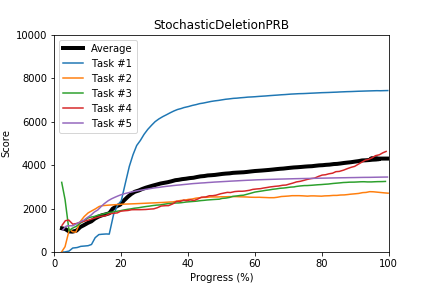 StochasticDeletionPRB
10000
8000
6000
4000
2000
0
Score
Average
Task #1
Task #2
Task #3
Task #4
Task #5
0 20 40 60 80 100
Progress (%)